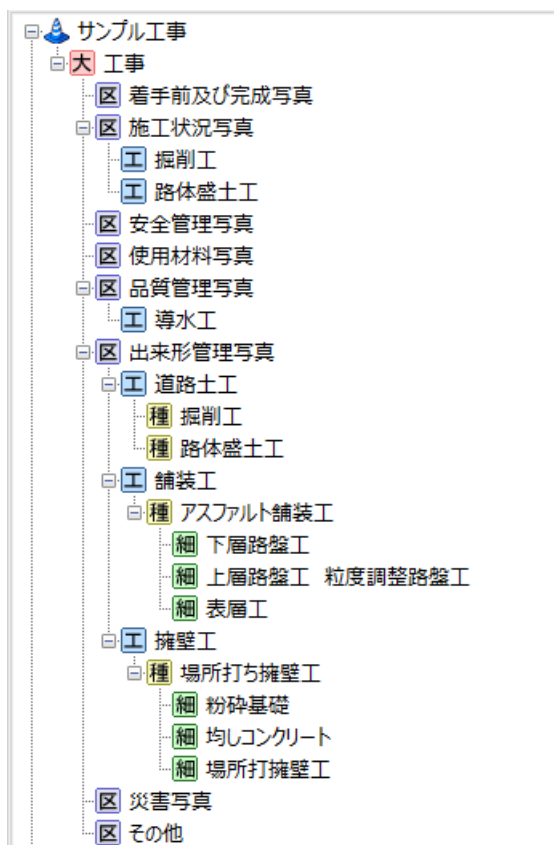 サンプル工事
大 工事
区 着手前及び完成写真
区 施工状況写真
工 掘削工
工 路体盛土工
区 安全管理写真
区 使用材料写真
区 品質管理写真
工 導水工
区 出来形管理写真
工 道路土工
種 掘削工
種 路体盛土工
工 舗装工
種 アスファルト舗装工
細 下層路盤工
細 上層路盤工 粒度調整路盤工
細 表層工
工 擁壁工
種 場所打ち擁壁工
細 粉砕基礎
細 均しコンクリート
細 場所打擁壁工
区 災害写真
区 その他